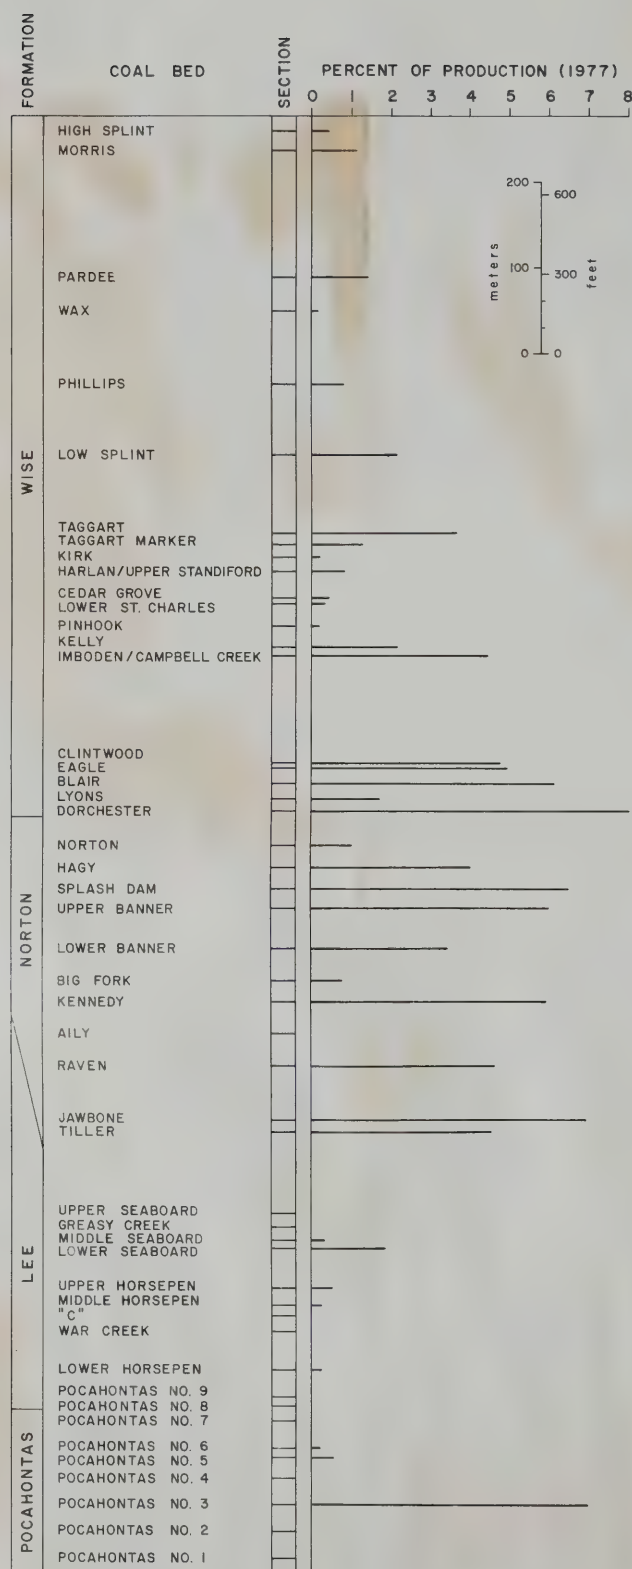 FORMATION
COAL BED
SECTION
PERCENT OF PRODUCTION (1977)
0 1 2 3 4 5 6 7 8
WISE
HIGH SPLINT
MORRIS
PARDEE
WAX
PHILLIPS
LOW SPLINT
TAGGART
TAGGART MARKER
KIRK
HARLAN/UPPER STANDIFORD
CEDAR GROVE
LOWER ST. CHARLES
PINHOOK
KELLY
IMBODEN/CAMPBELL CREEK
CLINTWOOD
EAGLE
BLAIR
LYONS
DORCHESTER
200 600
100 300
0 0
meters
feet
NORTON
NORTON
HAGY
SPLASH DAM
UPPER BANNER
LOWER BANNER
BIG FORK
KENNEDY
AILY
RAVEN
JAWBONE
TILLER
LEE
UPPER SEABOARD
GREASY CREEK
MIDDLE SEABOARD
LOWER SEABOARD
UPPER HORSEPEN
MIDDLE HORSEPEN
"C"
WAR CREEK
LOWER HORSEPEN
POCAHONTAS NO. 9
POCAHONTAS NO. 8
POCAHONTAS NO. 7
POCAHONTAS
POCAHONTAS NO. 6
POCAHONTAS NO. 5
POCAHONTAS NO. 4
POCAHONTAS NO. 3
POCAHONTAS NO. 2
POCAHONTAS NO. 1